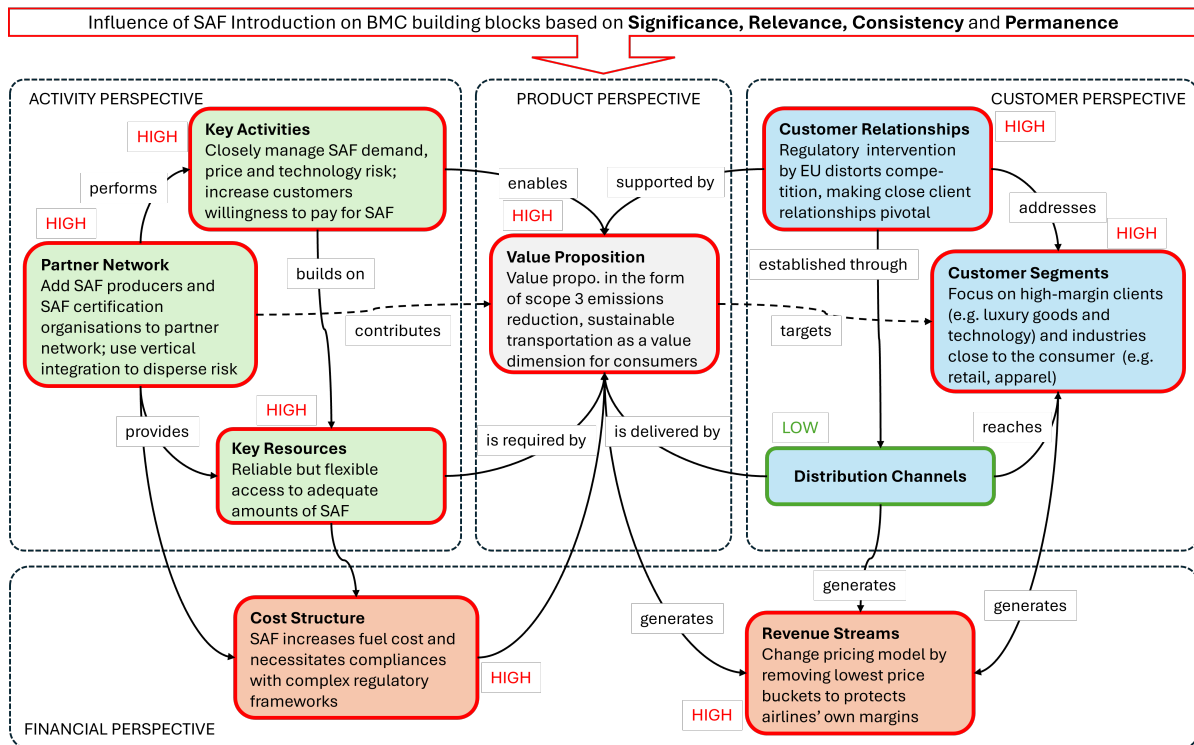 Influence of SAF Introduction on BMC building blocks based on Significance, Relevance, Consistency and Permanence
ACTIVITY PERSPECTIVE
PRODUCT PERSPECTIVE
CUSTOMER PERSPECTIVE
HIGH
Key Activities
Closely manage SAF demand,
price and technology risk;
increase customers
willingness to pay for SAF
performs
HIGH
enables
HIGH
supported by
Customer Relationships
Regulatory intervention
by EU distorts compe-
tition, making close client
relationships pivotal
HIGH
addresses
HIGH
Partner Network
Add SAF producers and
SAF certification
organisations to partner
network; use vertical
integration to disperse risk
builds on
contributes
Value Proposition
Value propo. in the form
of scope 3 emissions
reduction, sustainable
transportation as a value
dimension for consumers
established through
targets
Customer Segments
Focus on high-margin clients
(e.g. luxury goods and
technology) and industries
close to the consumer (e.g.
retail, apparel)
provides
HIGH
Key Resources
Reliable but flexible
access to adequate
amounts of SAF
is required by
is delivered by
LOW
Distribution Channels
reaches
generates
generates
generates
Cost Structure
SAF increases fuel cost and
necessitates compliances
with complex regulatory
frameworks
HIGH
Revenue Streams
Change pricing model by
removing lowest price
buckets to protects
airlines' own margins
HIGH
FINANCIAL PERSPECTIVE